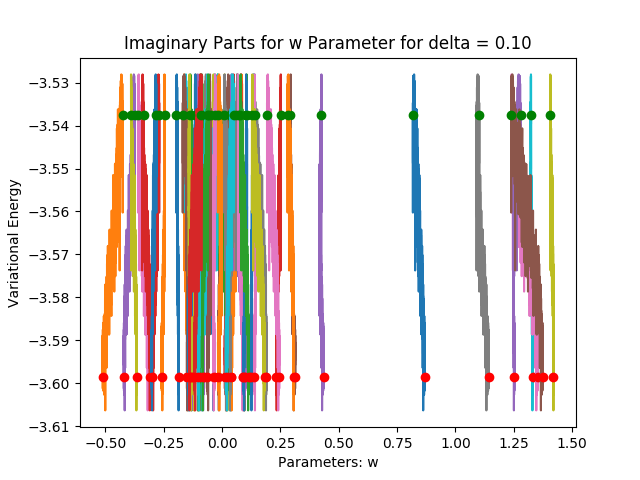 Imaginary Parts for w Parameter for delta = 0.10
Variational Energy
−3.53
−3.54
−3.55
−3.56
−3.57
−3.58
−3.59
−3.60
−3.61
−0.50 −0.25 0.00 0.25 0.50 0.75 1.00 1.25 1.50
Parameters: w